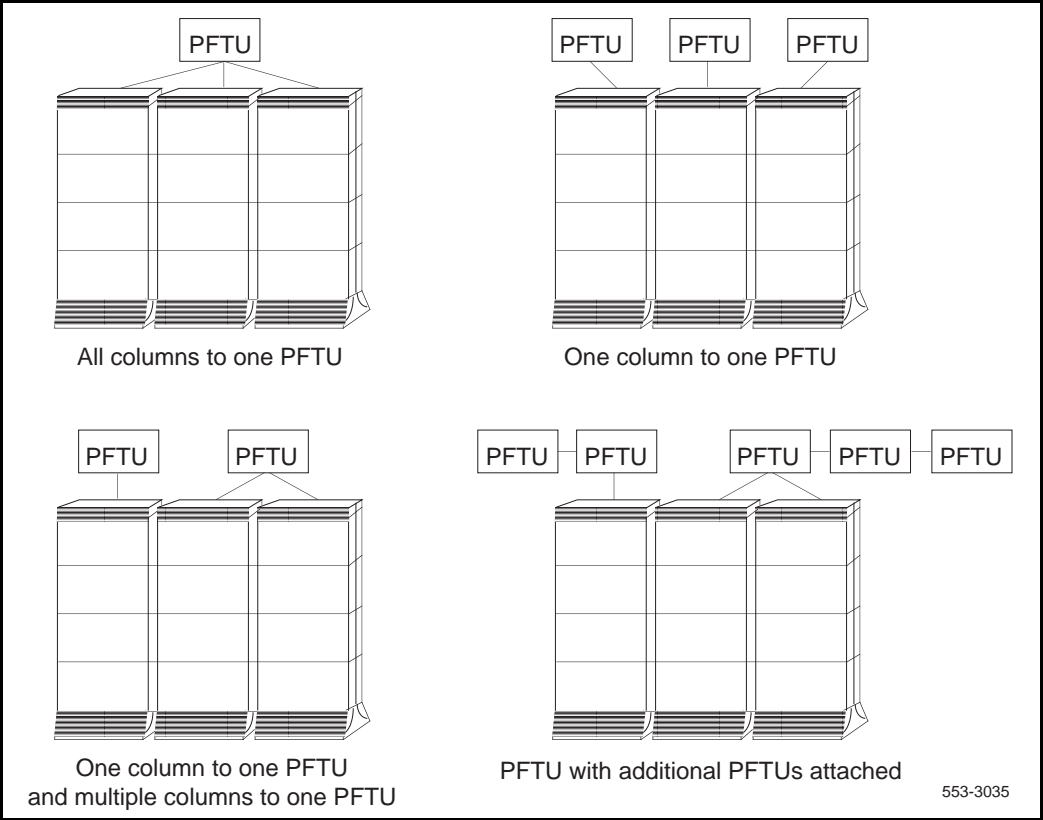 PFTU
PFTU PFTU PFTU
All columns to one PFTU
One column to one PFTU
PFTU PFTU
PFTU PFTU PFTU PFTU PFTU
One column to one PFTU
and multiple columns to one PFTU
PFTU with additional PFTUs attached
553-3035